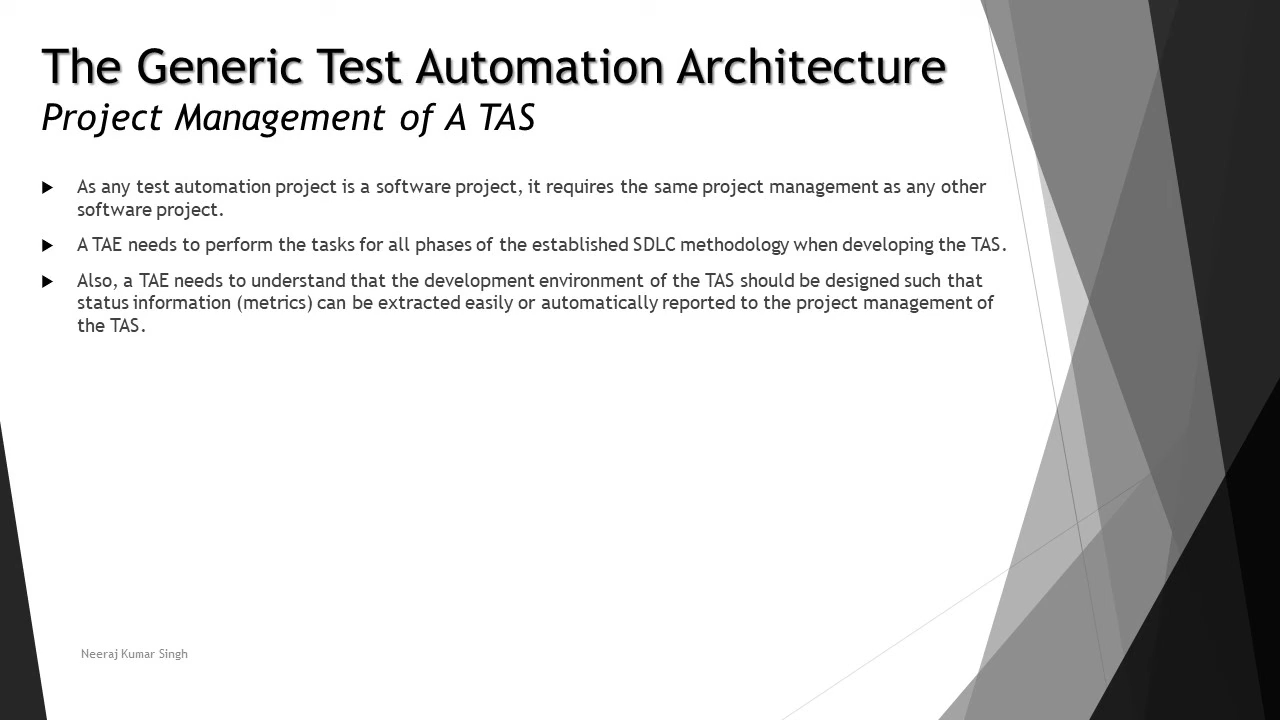 The Generic Test Automation Architecture
Project Management of A TAS
As any test automation project is a software project, it requires the same project management as any other
software project.
A TAE needs to perform the tasks for all phases of the established SDLC methodology when developing the TAS.
Also, a TAE needs to understand that the development environment of the TAS should be designed such that
status information (metrics) can be extracted easily or automatically reported to the project management of
the TAS.
Neeraj Kumar Singh